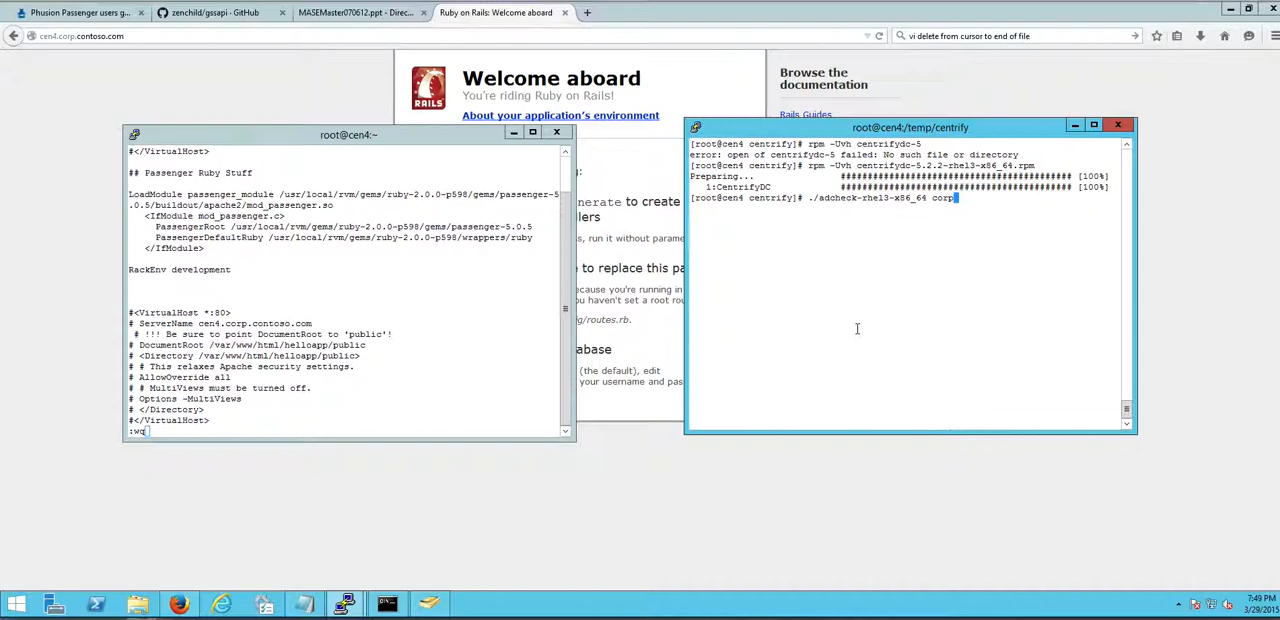 Phusion Passenger users g...
zenchild/gssapi · GitHub
MASEMaster070612.ppt - Direc...
Ruby on Rails: Welcome aboard
cen4.corp.contoso.com
vi delete from cursor to end of file
RAILS
Welcome aboard
You're riding Ruby on Rails!
About your application's environment
Browse the
documentation
Rails Guides
root@cen4:~
#</VirtualHost>
## Passenger Ruby Stuff
LoadModule passenger_module /usr/local/rvm/gems/ruby-2.0.0-p598/gems/passenger-5
.0.5/buildout/apache2/mod_passenger.so
<IfModule mod_passenger.c>
PassengerRoot /usr/local/rvm/gems/ruby-2.0.0-p598/gems/passenger-5.0.5
PassengerDefaultRuby /usr/local/rvm/gems/ruby-2.0.0-p598/wrappers/ruby
</IfModule>
RackEnv development
#<VirtualHost *:80>
# ServerName cen4.corp.contoso.com
# !!! Be sure to point DocumentRoot to 'public'!
# DocumentRoot /var/www/html/helloapp/public
# <Directory /var/www/html/helloapp/public>
# # This relaxes Apache security settings.
# AllowOverride all
# # MultiViews must be turned off.
# Options -MultiViews
# </Directory>
#</VirtualHost>
:wq
g:
enerate to create
llers
s, run it without parame
e to replace this pa
ecause you're running in
ou haven't set a root rou
ig/routes.rb.
abase
(the default), edit
your username and pas
root@cen4:/temp/centrify
[root@cen4 centrify]# rpm -Uvh centrifydc-5
error: open of centrifydc-5 failed: No such file or directory
[root@cen4 centrify]# rpm -Uvh centrifydc-5.2.2-rhel3-x86_64.rpm
Preparing... ########################################### [100%]
1:CentrifyDC ########################################### [100%]
[root@cen4 centrify]# ./adcheck-rhel3-x86_64 corp
7:49 PM
3/29/2015